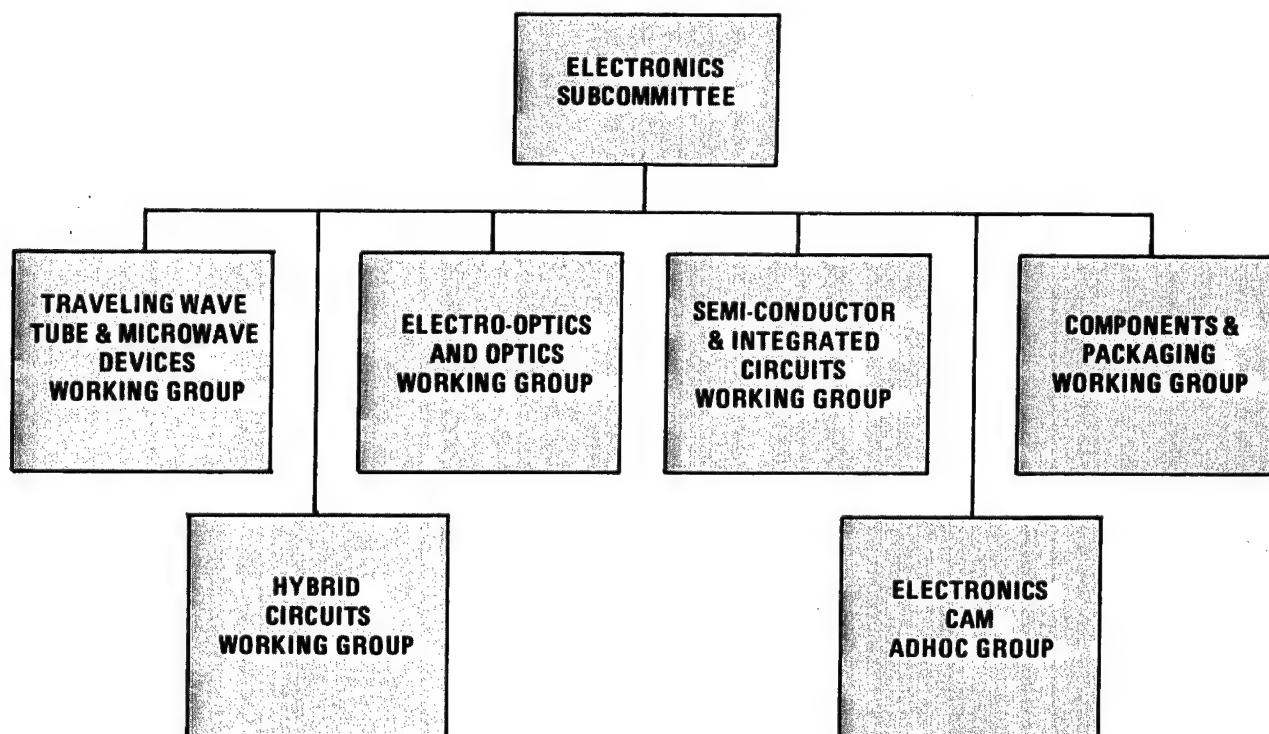 ELECTRONICS
SUBCOMMITTEE
TRAVELING WAVE
TUBE & MICROWAVE
DEVICES
WORKING GROUP
ELECTRO-OPTICS
AND OPTICS
WORKING GROUP
SEMI-CONDUCTOR
& INTEGRATED
CIRCUITS
WORKING GROUP
COMPONENTS &
PACKAGING
WORKING GROUP
HYBRID
CIRCUITS
WORKING GROUP
ELECTRONICS
CAM
ADHOC GROUP